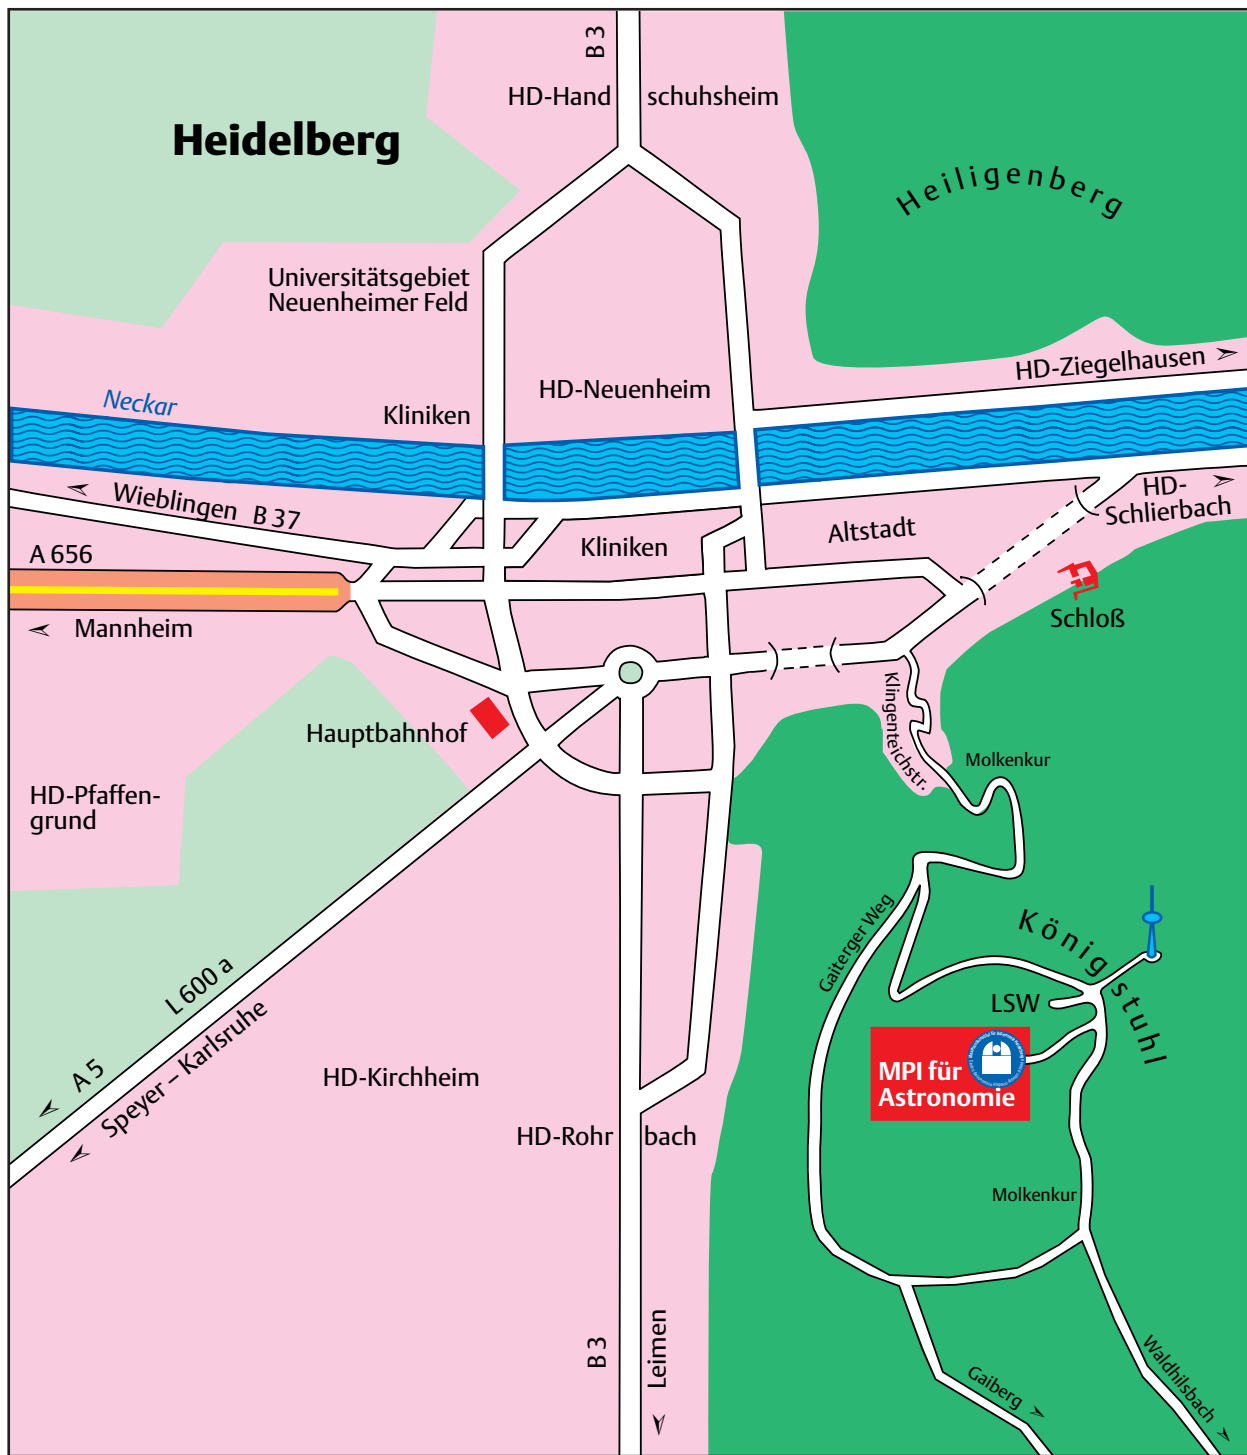 B 3
HD-Hand schuhsheim
Heidelberg
Heiligenberg
Universitätsgebiet
Neuenheimer Feld
HD-Ziegelhausen
HD-Neuenheim
Neckar
Kliniken
Wieblingen B 37
HD-
Schlierbach
Altstadt
Kliniken
A 656
Mannheim
Schloß
Klingenteichstr.
Hauptbahnhof
Molkenkur
HD-Pfaffen-
grund
Gaiterger Weg
Königstuhl
L 600 a
LSW
A 5
Speyer – Karlsruhe
MPI für
Astronomie
HD-Kirchheim
HD-Rohr bach
Molkenkur
B 3
Leimen
Gaiberg
Waldhilsbach